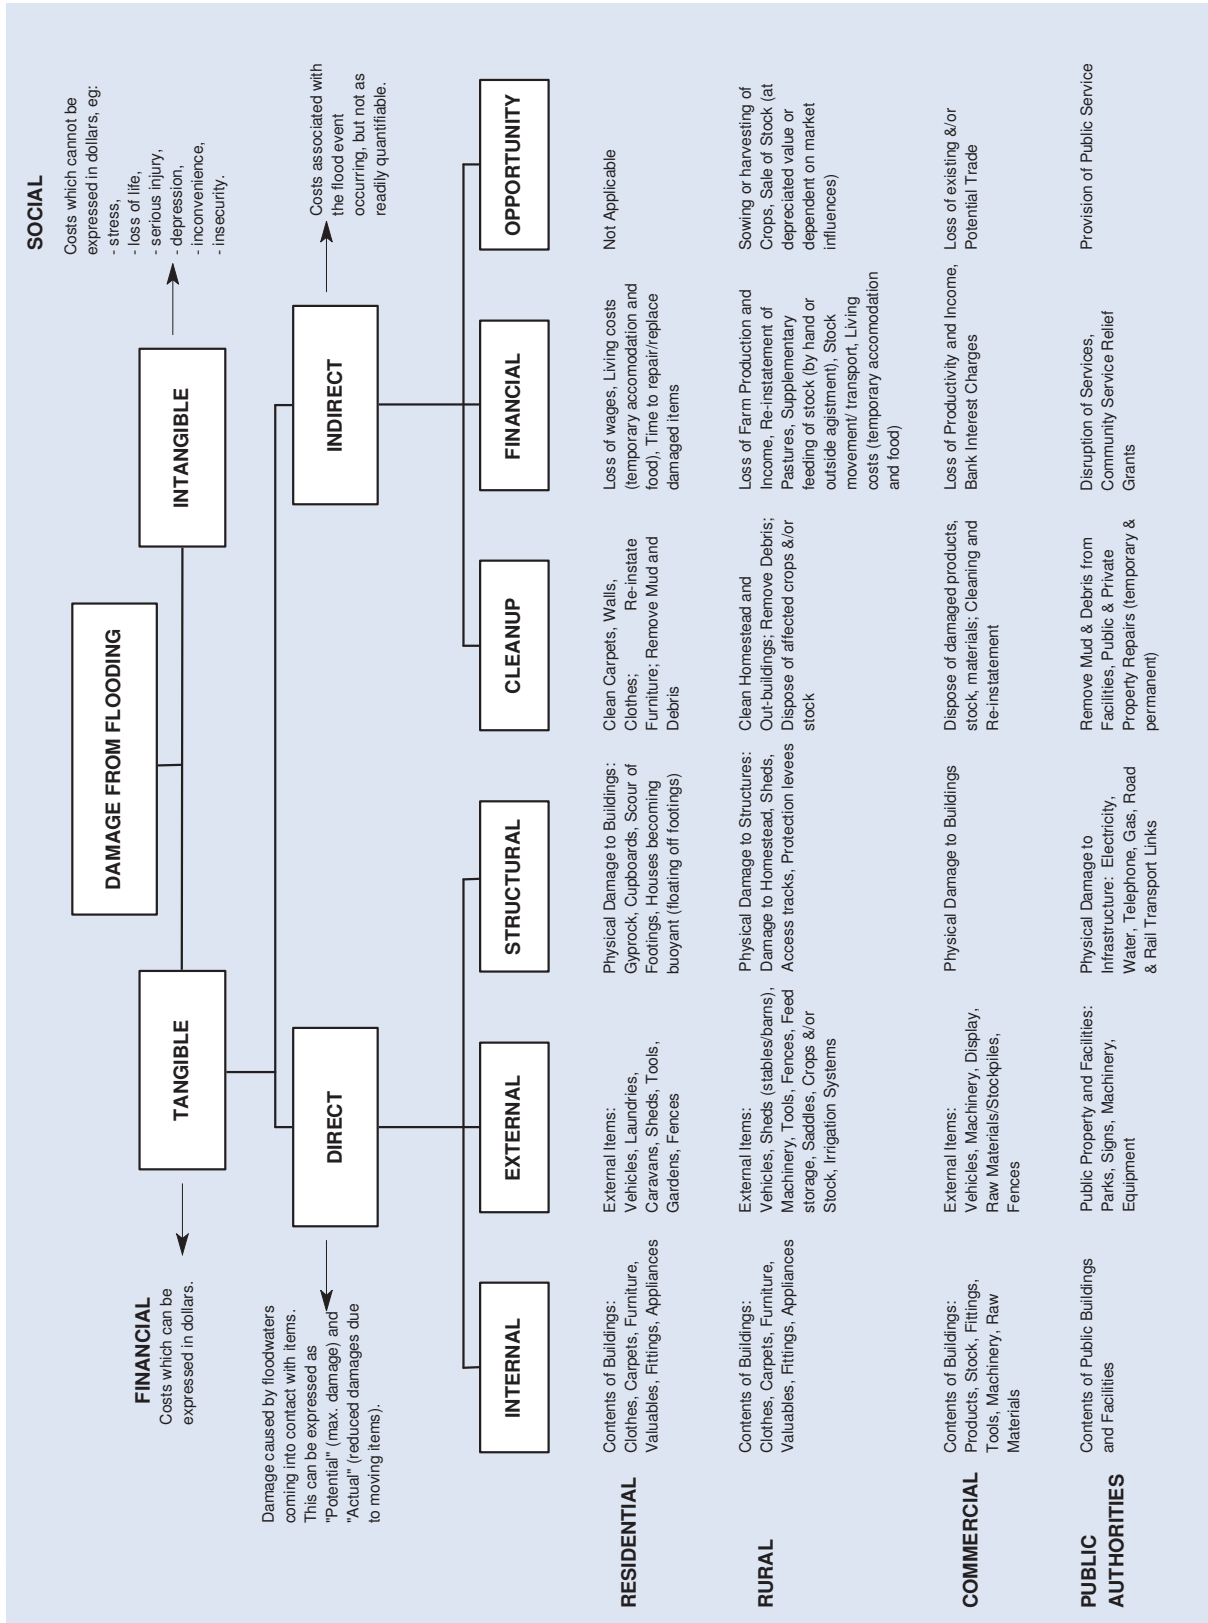 SOCIAL
Costs which cannot be
expressed in dollars, eg:
- stress,
- loss of life,
- serious injury,
- depression,
- inconvenience,
- insecurity.
FINANCIAL
Costs which can be
expressed in dollars.
DAMAGE FROM FLOODING
TANGIBLE
INTANGIBLE
Damage caused by floodwaters
coming into contact with items.
This can be expressed as
"Potential" (max. damage) and
"Actual" (reduced damages due
to moving items).
DIRECT
INDIRECT
Costs associated with
the flood event
occurring, but not as
readily quantifiable.
INTERNAL
EXTERNAL
STRUCTURAL
CLEANUP
FINANCIAL
OPPORTUNITY
RESIDENTIAL
Contents of Buildings:
Clothes, Carpets, Furniture,
Valuables, Fittings, Appliances
External Items:
Vehicles, Laundries,
Caravans, Sheds, Tools,
Gardens, Fences
Physical Damage to Buildings:
Gyprock, Cupboards, Scour of
Footings, Houses becoming
buoyant (floating off footings)
Clean Carpets, Walls,
Clothes; Re-instate
Furniture; Remove Mud and
Debris
Loss of wages, Living costs
(temporary accomodation and
food), Time to repair/replace
damaged items
Not Applicable
RURAL
Contents of Buildings:
Clothes, Carpets, Furniture,
Valuables, Fittings, Appliances
External Items:
Vehicles, Sheds (stables/barns),
Machinery, Tools, Fences, Feed
storage, Saddles, Crops &/or
Stock, Irrigation Systems
Physical Damage to Structures:
Damage to Homestead, Sheds,
Access tracks, Protection levees
Clean Homestead and
Out-buildings; Remove Debris;
Dispose of affected crops &/or
stock
Loss of Farm Production and
Income, Re-instatement of
Pastures, Supplementary
feeding of stock (by hand or
outside agistment), Stock
movement/ transport, Living
costs (temporary accomodation
and food)
Sowing or harvesting of
Crops, Sale of Stock (at
depreciated value or
dependent on market
influences)
COMMERCIAL
Contents of Buildings:
Products, Stock, Fittings,
Tools, Machinery, Raw
Materials
External Items:
Vehicles, Machinery, Display,
Raw Materials/Stockpiles,
Fences
Physical Damage to Buildings
Dispose of damaged products,
stock, materials; Cleaning and
Re-instatement
Loss of Productivity and Income,
Bank Interest Charges
Loss of existing &/or
Potential Trade
PUBLIC
AUTHORITIES
Contents of Public Buildings
and Facilities
Public Property and Facilities:
Parks, Signs, Machinery,
Equipment
Physical Damage to
Infrastructure: Electricity,
Water, Telephone, Gas, Road
& Rail Transport Links
Remove Mud & Debris from
Facilities, Public & Private
Property Repairs (temporary &
permanent)
Disruption of Services,
Community Service Relief
Grants
Provision of Public Service